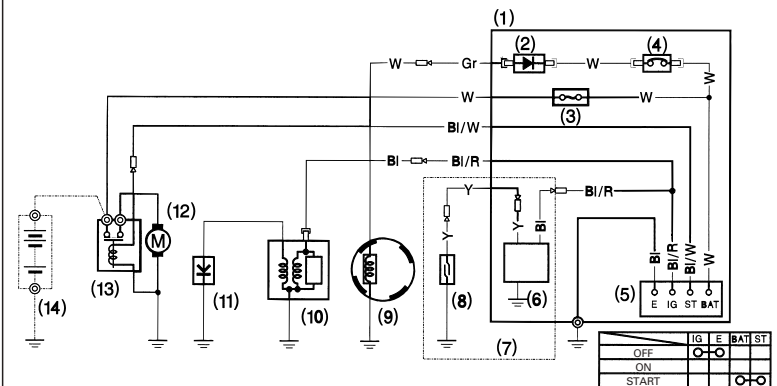 (1)
(2)
(4)
W
Gr
W
W
W
W
(3)
Bl/W
Bl
Bl/R
Y
Bl
Bl/R
(12)
M
Y
Y
Bl
Bl/R
Bl/W
W
(14)
(13)
(11)
(10)
(9)
(8)
(6)
(5)
E IG ST BAT
(7)
IG E BAT ST
OFF
ON
START